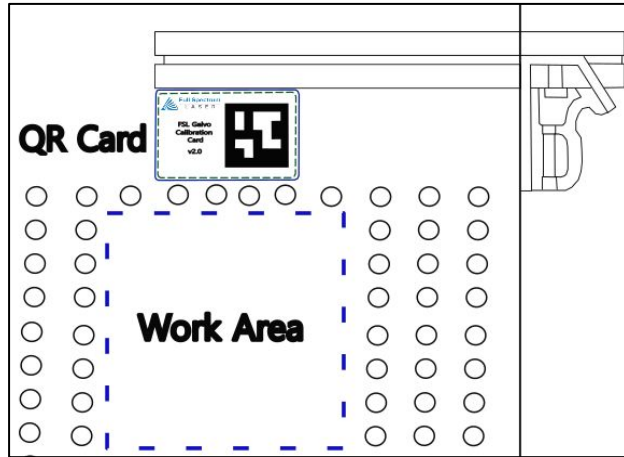 Full Spectrum
LASER
QR Card
FSL Galvo
Calibration
Card
v2.0
Work Area